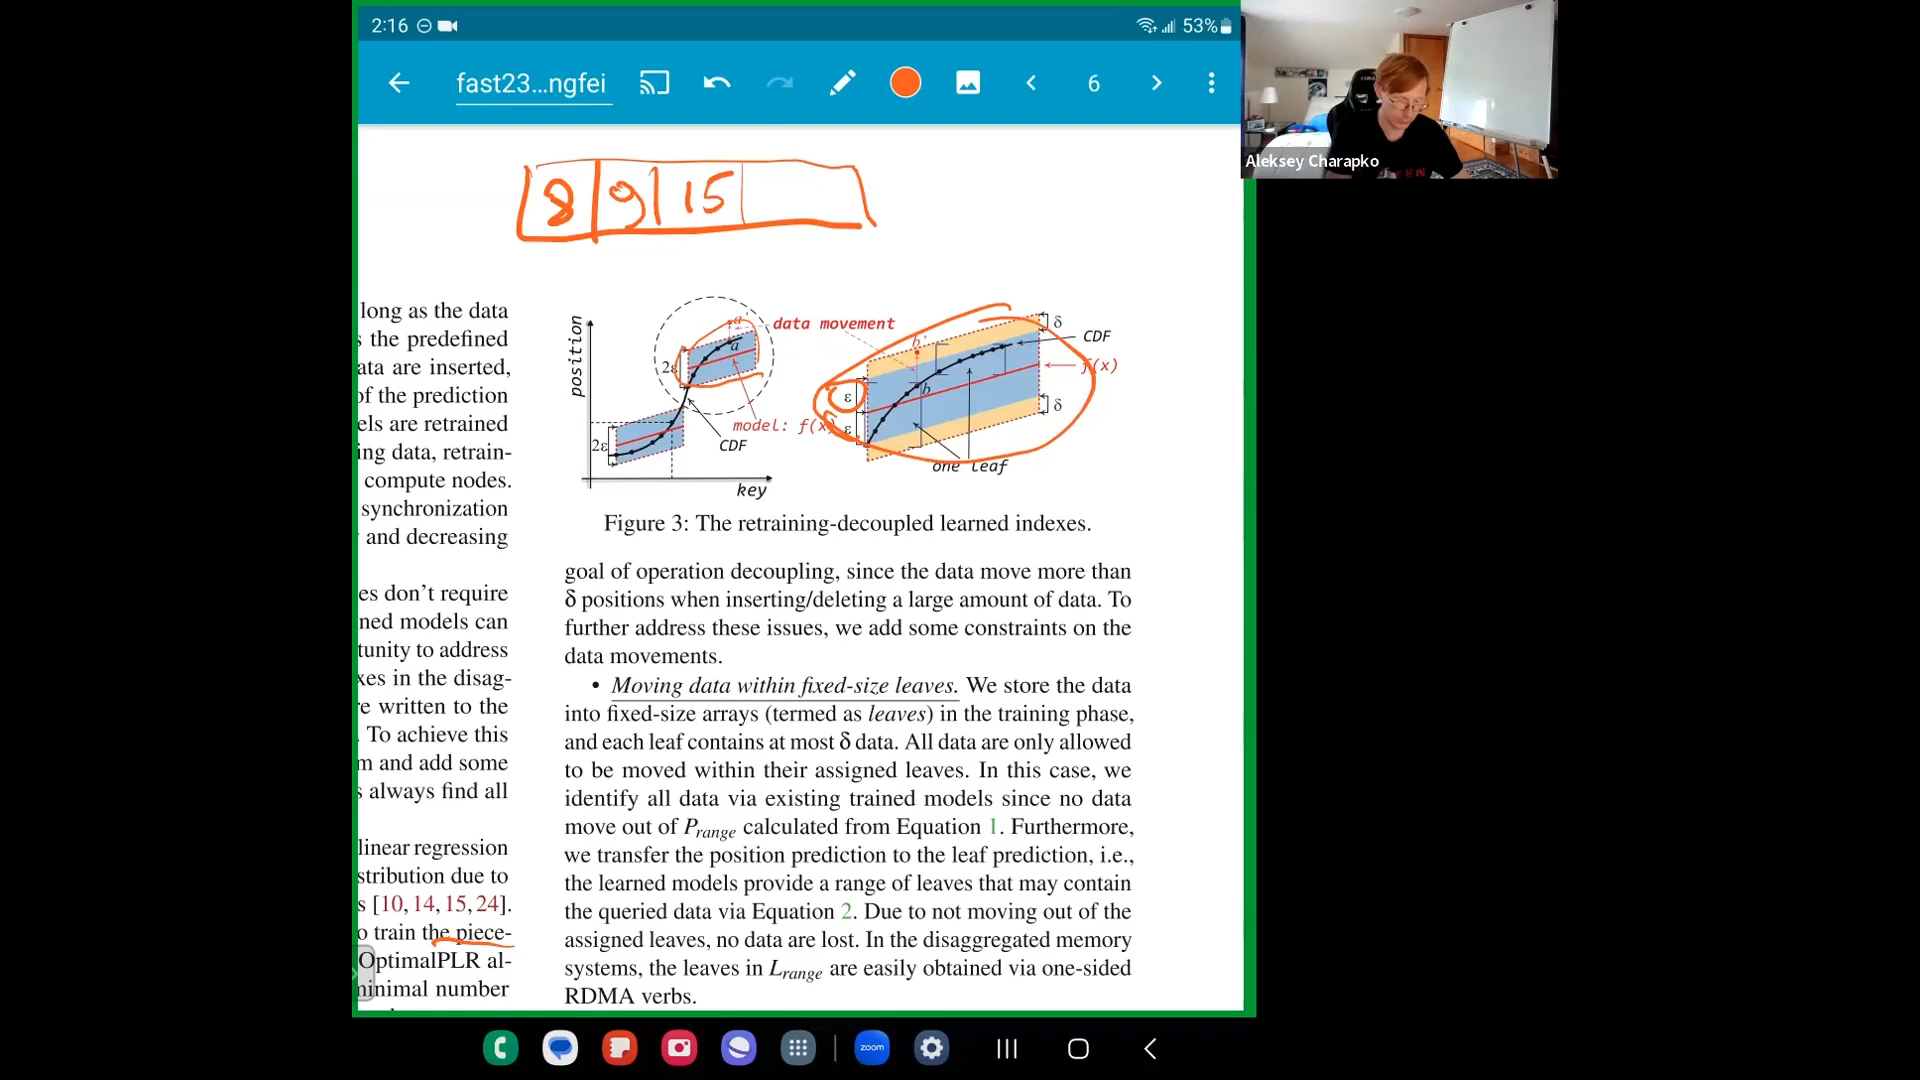 2:16
53%
fast23...ngfei
6
Aleksey Charapko
8 9 15
long as the data
s the predefined
ata are inserted,
of the prediction
els are retrained
ing data, retrain-
compute nodes.
synchronization
and decreasing
es don't require
ned models can
tunity to address
xes in the disag-
re written to the
. To achieve this
m and add some
s always find all
linear regression
stribution due to
s [10, 14, 15, 24].
o train the piece-
OptimalPLR al-
minimal number
position
2ε
2ε
a'
a
data movement
model: f(x)
CDF
key
b'
b
ε
ε
δ
CDF
f(x)
δ
one leaf
Figure 3: The retraining-decoupled learned indexes.
goal of operation decoupling, since the data move more than
δ positions when inserting/deleting a large amount of data. To
further address these issues, we add some constraints on the
data movements.
• Moving data within fixed-size leaves. We store the data
into fixed-size arrays (termed as leaves) in the training phase,
and each leaf contains at most δ data. All data are only allowed
to be moved within their assigned leaves. In this case, we
identify all data via existing trained models since no data
move out of Prange calculated from Equation 1. Furthermore,
we transfer the position prediction to the leaf prediction, i.e.,
the learned models provide a range of leaves that may contain
the queried data via Equation 2. Due to not moving out of the
assigned leaves, no data are lost. In the disaggregated memory
systems, the leaves in Lrange are easily obtained via one-sided
RDMA verbs.
zoom